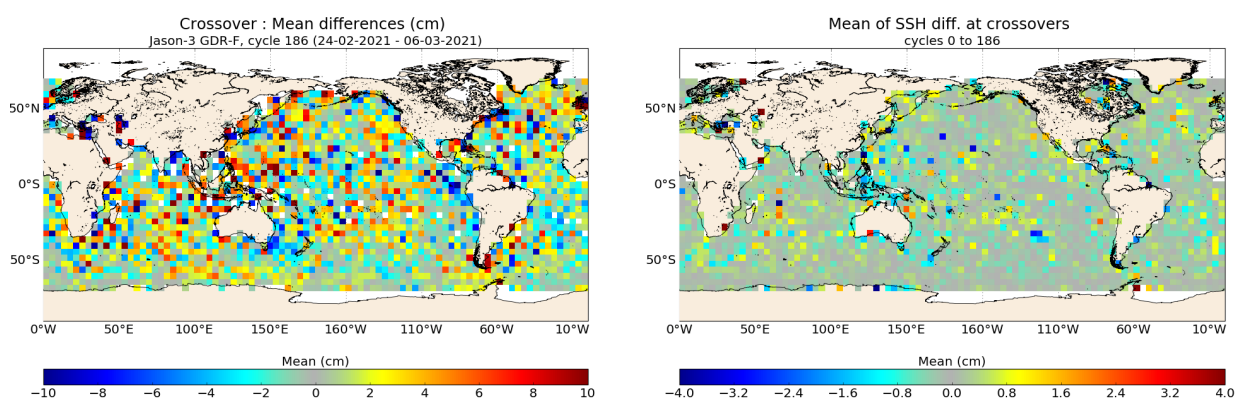 Crossover : Mean differences (cm)
Jason-3 GDR-F, cycle 186 (24-02-2021 - 06-03-2021)
50°N
0°S
50°S
0°W 50°E 100°E 150°E 160°W 110°W 60°W 10°W
Mean (cm)
−10 −8 −6 −4 −2 0 2 4 6 8 10
Mean of SSH diff. at crossovers
cycles 0 to 186
50°N
0°S
50°S
0°W 50°E 100°E 150°E 160°W 110°W 60°W 10°W
Mean (cm)
−4.0 −3.2 −2.4 −1.6 −0.8 0.0 0.8 1.6 2.4 3.2 4.0